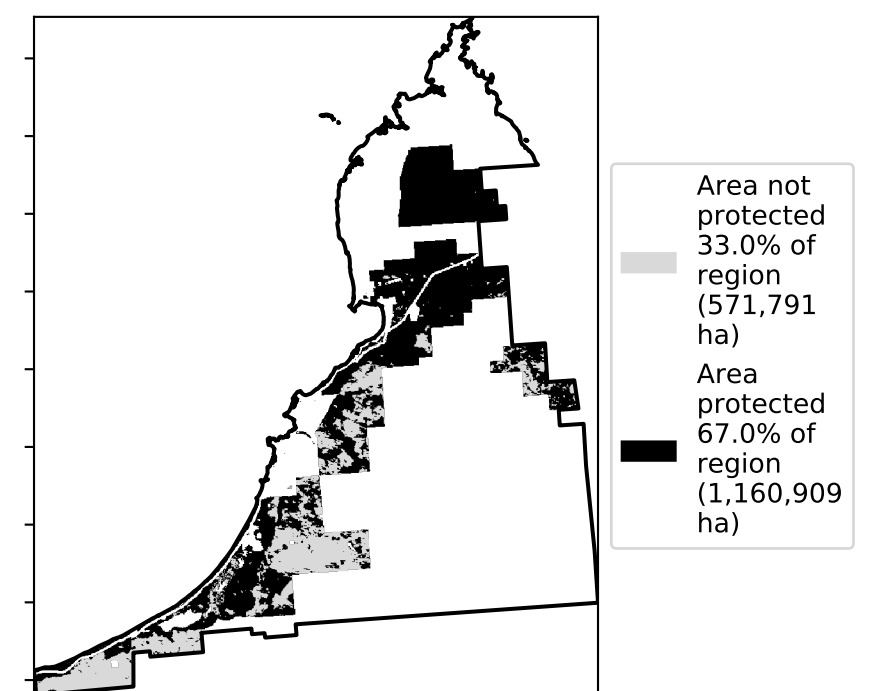 Area not
protected
33.0% of
region
(571,791
ha)
Area
protected
67.0% of
region
(1,160,909
ha)